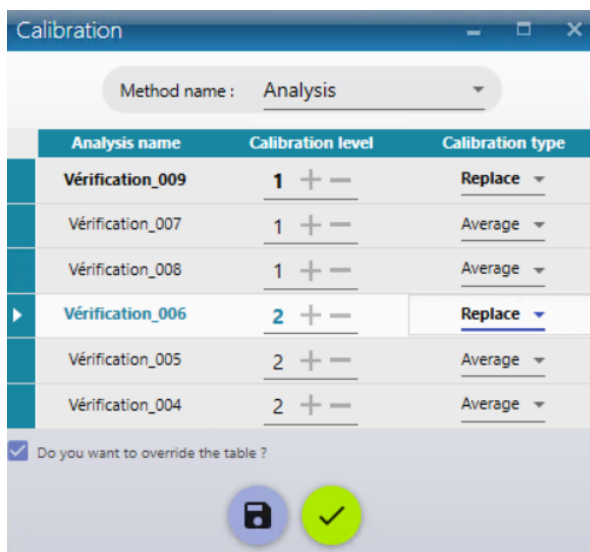 Calibration
Method name : Analysis
Analysis name Calibration level Calibration type
Vérification_009 1 Replace
Vérification_007 1 Average
Vérification_008 1 Average
Vérification_006 2 Replace
Vérification_005 2 Average
Vérification_004 2 Average
Do you want to override the table ?